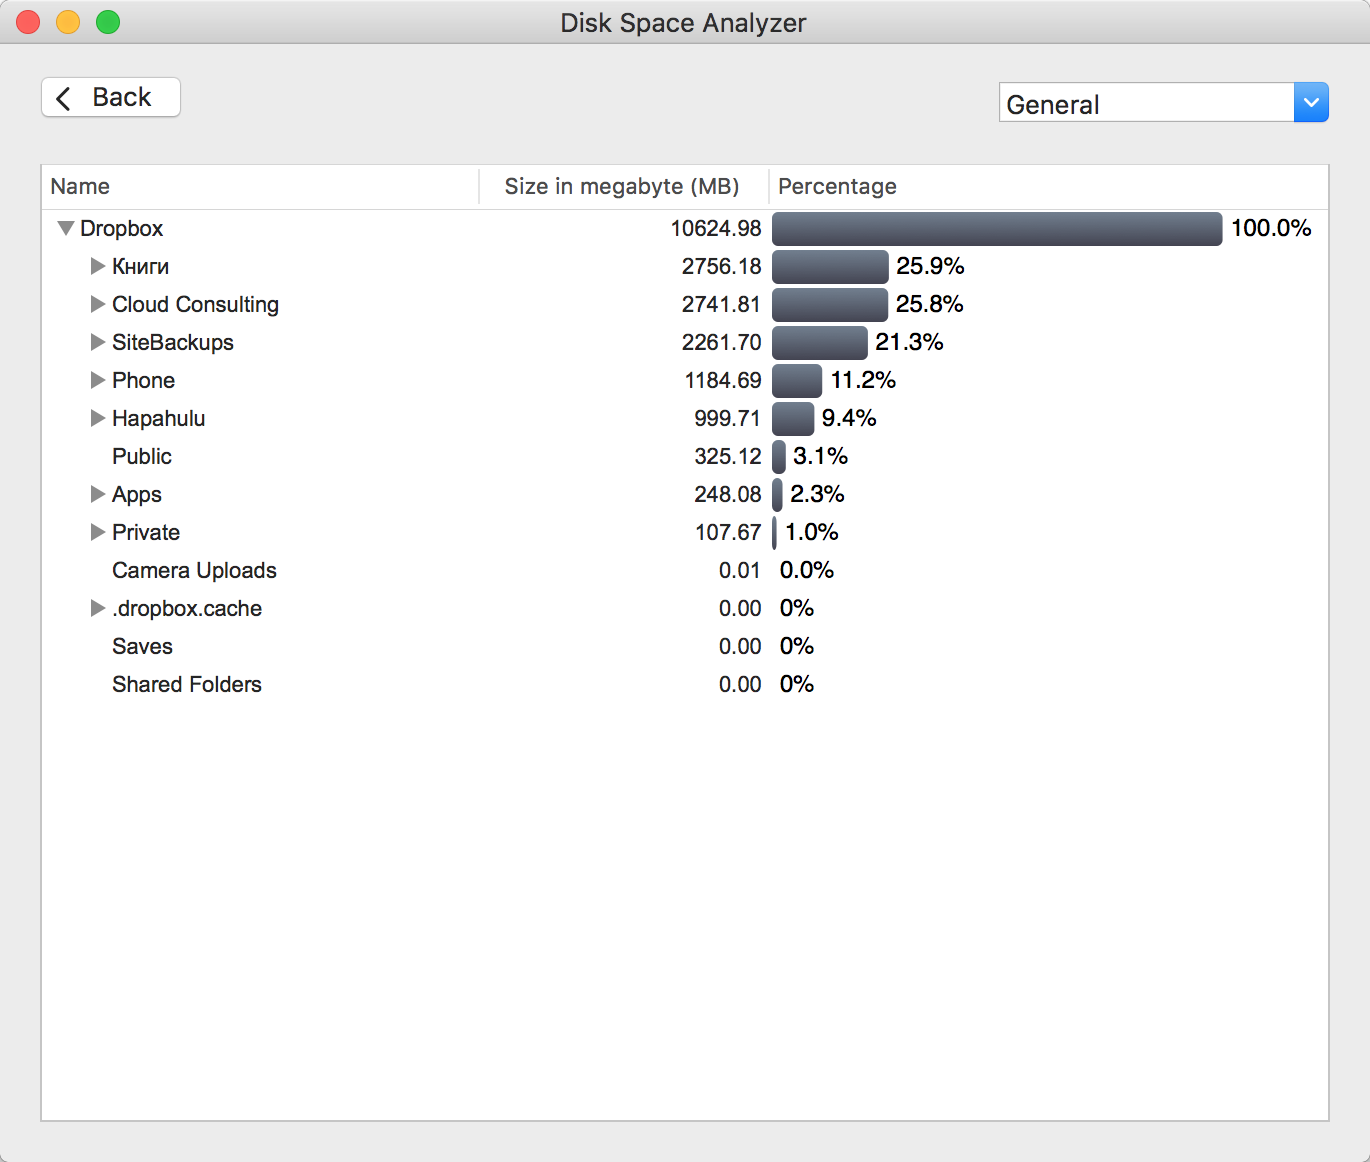 Disk Space Analyzer
Back
General
Name Size in megabyte (MB) Percentage
Dropbox 10624.98 100.0%
Книги 2756.18 25.9%
Cloud Consulting 2741.81 25.8%
SiteBackups 2261.70 21.3%
Phone 1184.69 11.2%
Hapahulu 999.71 9.4%
Public 325.12 3.1%
Apps 248.08 2.3%
Private 107.67 1.0%
Camera Uploads 0.01 0.0%
.dropbox.cache 0.00 0%
Saves 0.00 0%
Shared Folders 0.00 0%